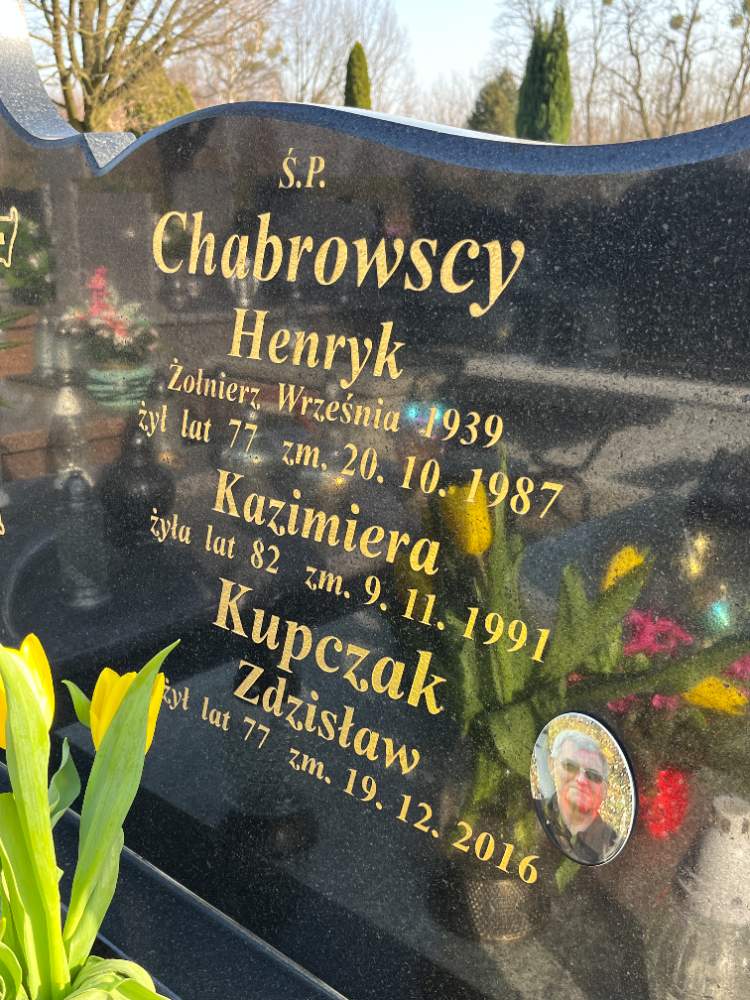 Ś.P.
Chabrowscy
Henryk
Żołnierz Września 1939
żył lat 77 zm. 20. 10. 1987
Kazimiera
żyła lat 82 zm. 9. 11. 1991
Kupczak
Zdzisław
żył lat 77 zm. 19. 12. 2016